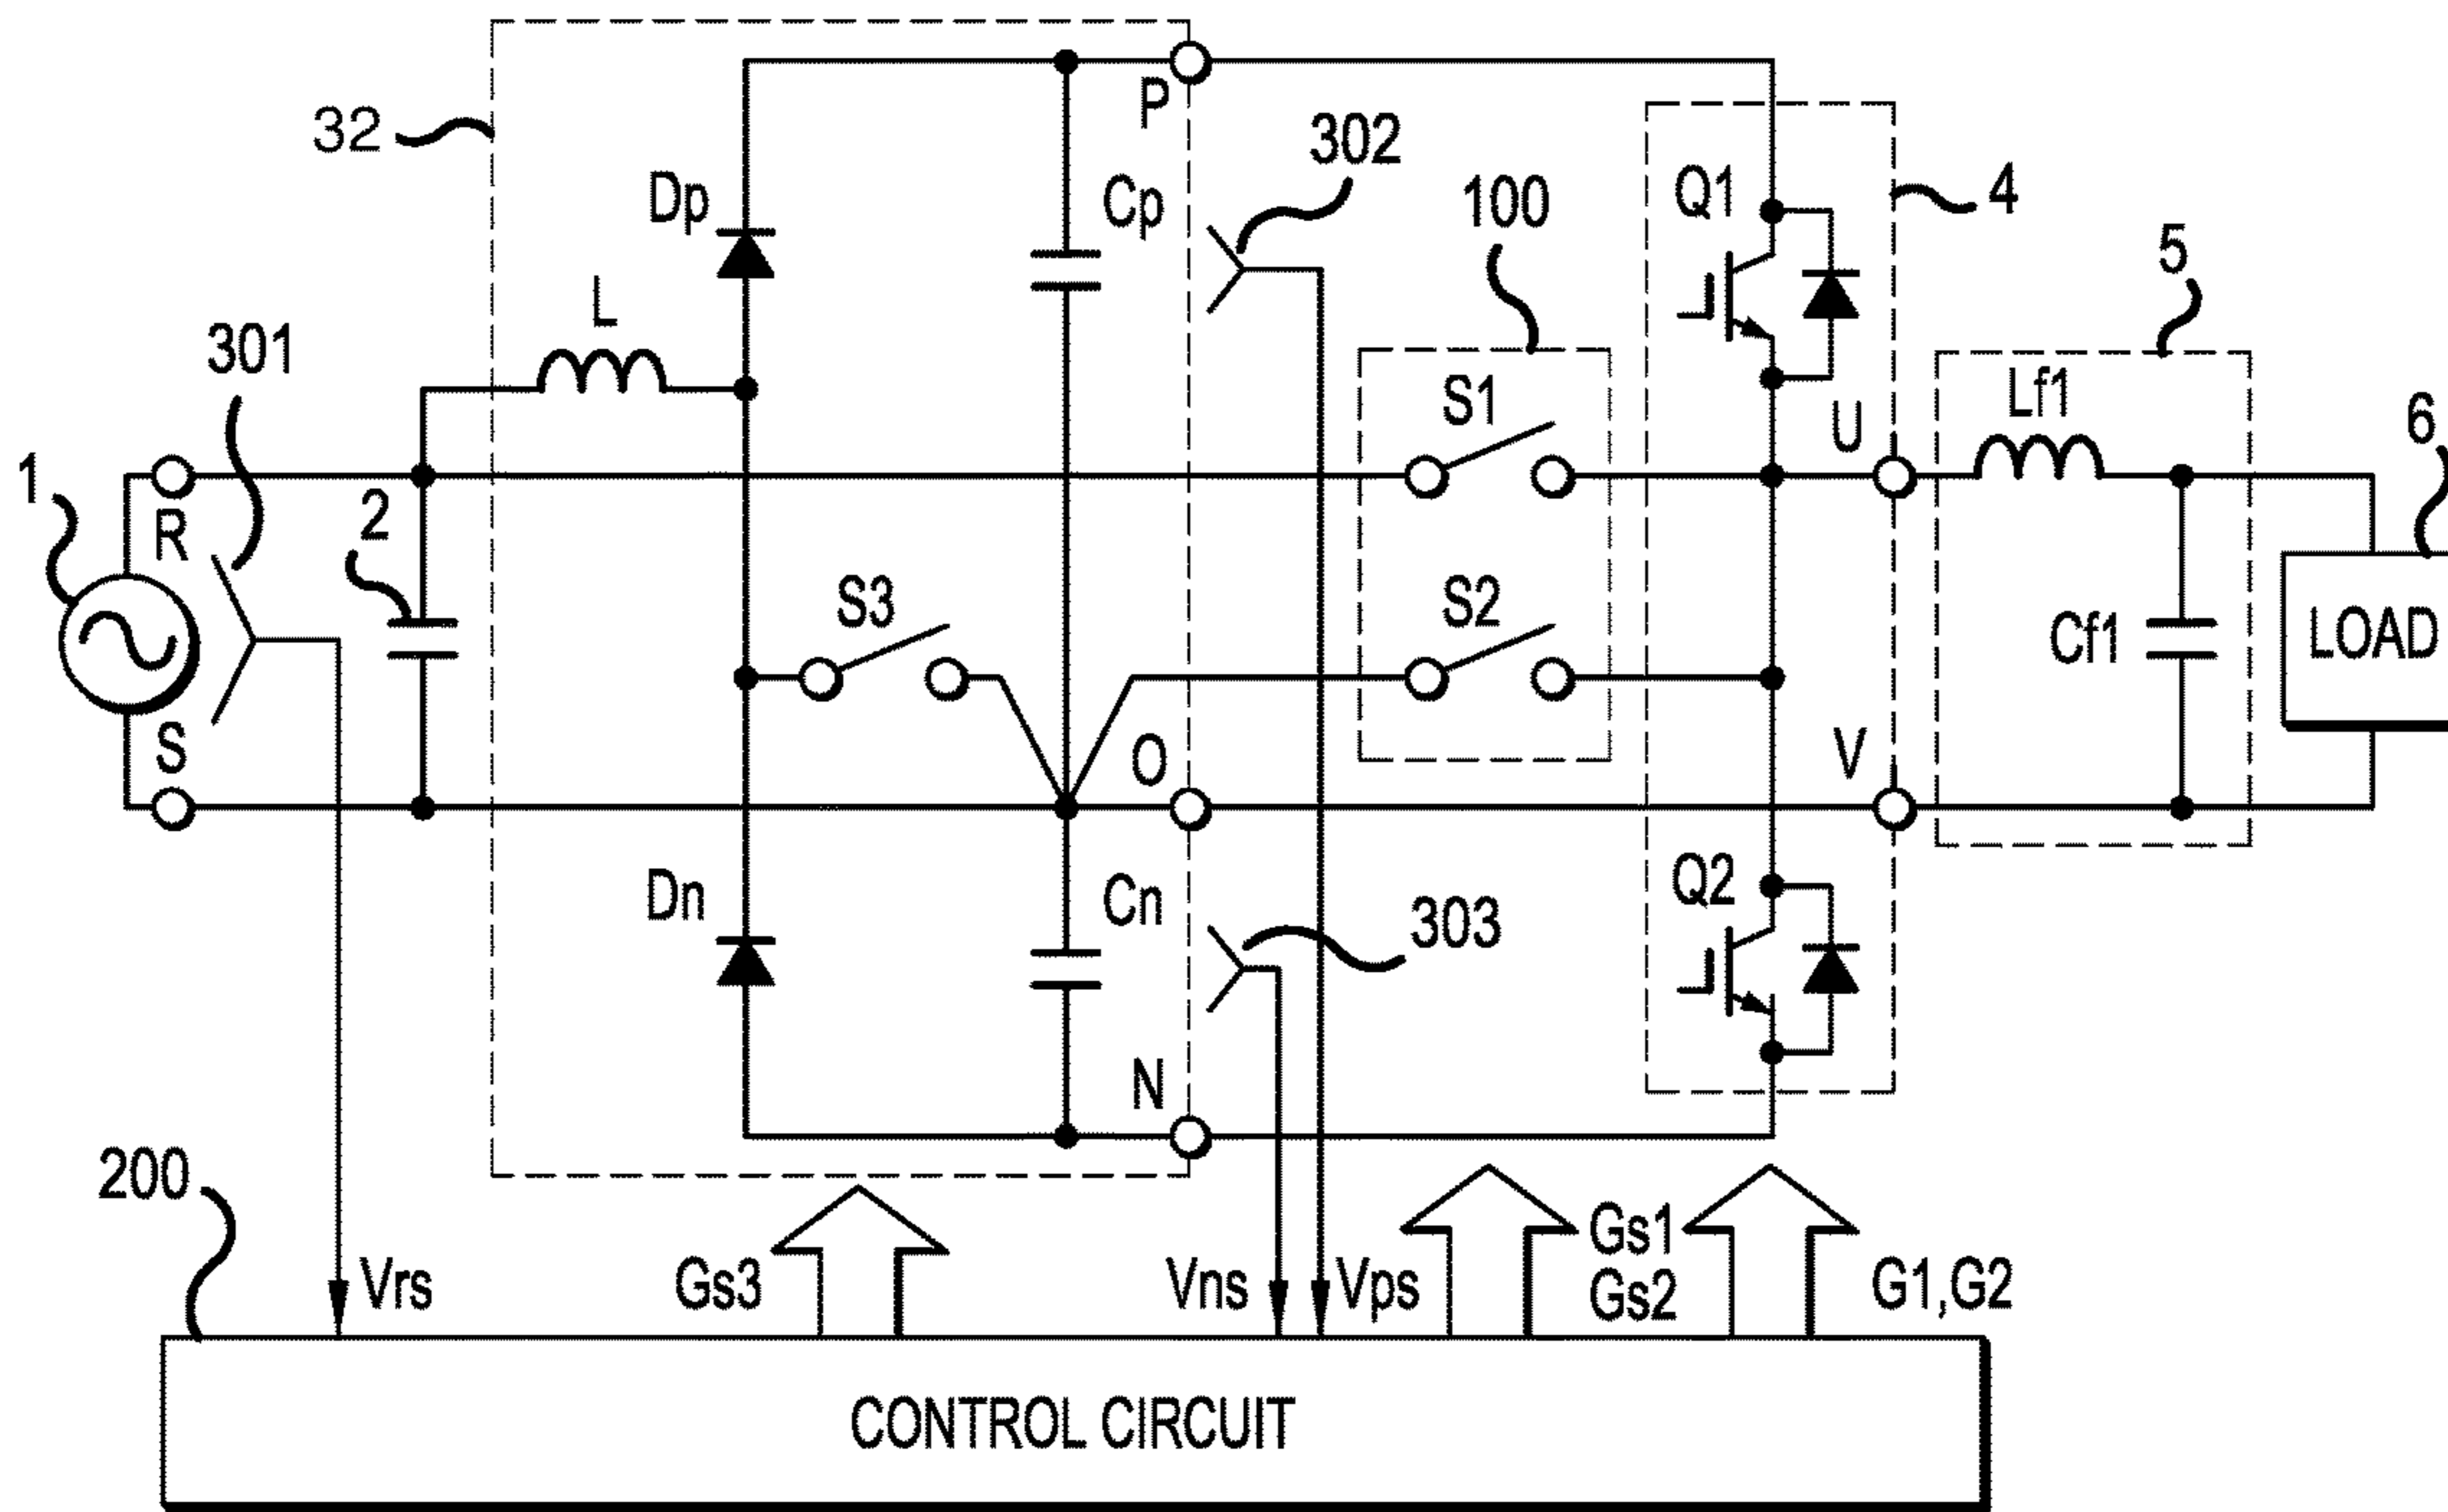 32
P
302
Dp
Cp
100
Q1
4
5
L
301
S1
U
Lf1
6
1
R
2
S3
S2
Cf1
LOAD
S
O
V
Dn
Cn
Q2
303
N
200
Vrs
Gs3
Vns
Vps
Gs1
Gs2
G1,G2
CONTROL CIRCUIT